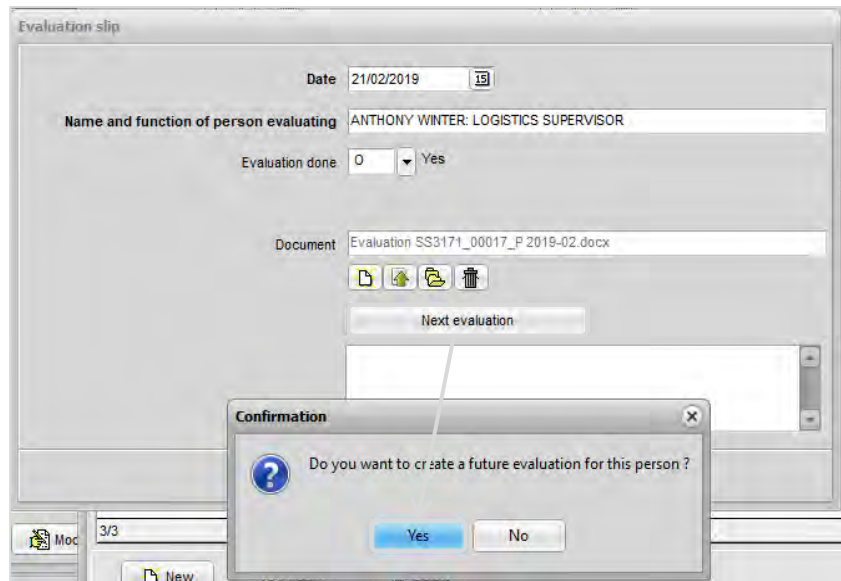 Evaluation slip
Date 21/02/2019 15
Name and function of person evaluating ANTHONY WINTER: LOGISTICS SUPERVISOR
Evaluation done O Yes
Document Evaluation SS3171_00017_P 2019-02.docx
Next evaluation
Confirmation
Do you want to create a future evaluation for this person ?
Yes No
Moc 3/3
New